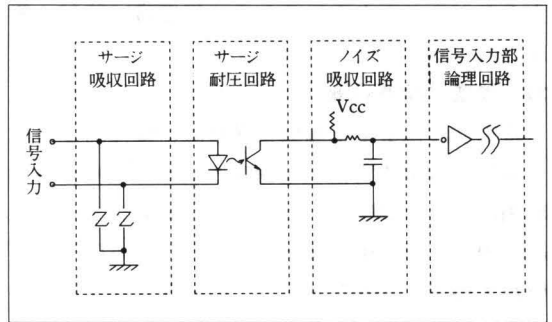 サージ
吸収回路
サージ
耐圧回路
ノイズ
吸収回路
信号入力部
論理回路
Vcc
信号入力